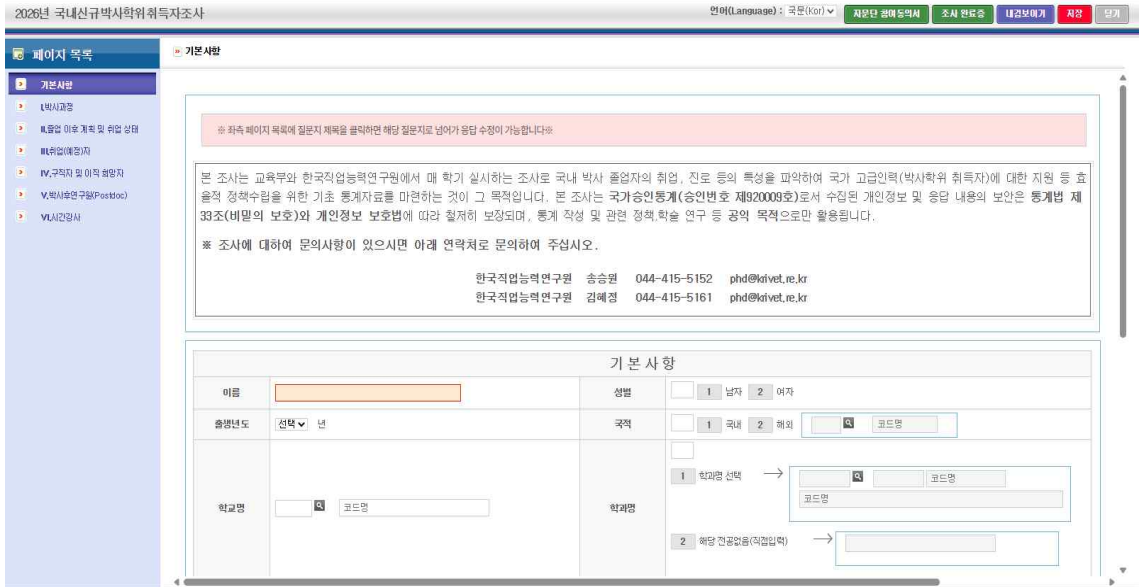 2026년 국내신규박사학위취득자조사
언어(Language) : 국문(Kor)
자문단 참여동의서
조사 완료증
내검보이기
저장
닫기
페이지 목록
기본사항
I.박사과정
II.졸업 이후 계획 및 취업 상태
III.취업(예정)자
IV.구직자 및 이직 희망자
V.박사후연구원(Postdoc)
VI.시간강사
기본사항
※ 좌측 페이지 목록에 질문지 제목을 클릭하면 해당 질문지로 넘어가 응답 수정이 가능합니다※
본 조사는 교육부와 한국직업능력연구원에서 매 학기 실시하는 조사로 국내 박사 졸업자의 취업, 진로 등의 특성을 파악하여 국가 고급인력(박사학위 취득자)에 대한 지원 등 효
율적 정책수립을 위한 기초 통계자료를 마련하는 것이 그 목적입니다. 본 조사는 국가승인통계(승인번호 제920009호)로서 수집된 개인정보 및 응답 내용의 보안은 통계법 제
33조(비밀의 보호)와 개인정보 보호법에 따라 철저히 보장되며, 통계 작성 및 관련 정책,학술 연구 등 공익 목적으로만 활용됩니다.
※ 조사에 대하여 문의사항이 있으시면 아래 연락처로 문의하여 주십시오.
한국직업능력연구원 송승원 044-415-5152 phd@krivet.re.kr
한국직업능력연구원 김혜정 044-415-5161 phd@krivet.re.kr
기본사항
이름
성별 1 남자 2 여자
출생년도 선택 년
국적 1 국내 2 해외 코드명
학교명 코드명
학과명
1 학과명 선택 → 코드명
코드명
2 해당 전공없음(직접입력) →